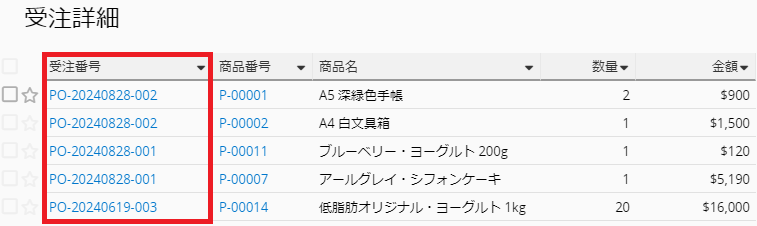 受注詳細
受注番号 商品番号 商品名 数量 金額
PO-20240828-002 P-00001 A5 深緑色手帳 2 $900
PO-20240828-002 P-00002 A4 白文具箱 1 $1,500
PO-20240828-001 P-00011 ブルーベリー・ヨーグルト 200g 1 $120
PO-20240828-001 P-00007 アールグレイ・シフォンケーキ 1 $5,190
PO-20240619-003 P-00014 低脂肪オリジナル・ヨーグルト 1kg 20 $16,000